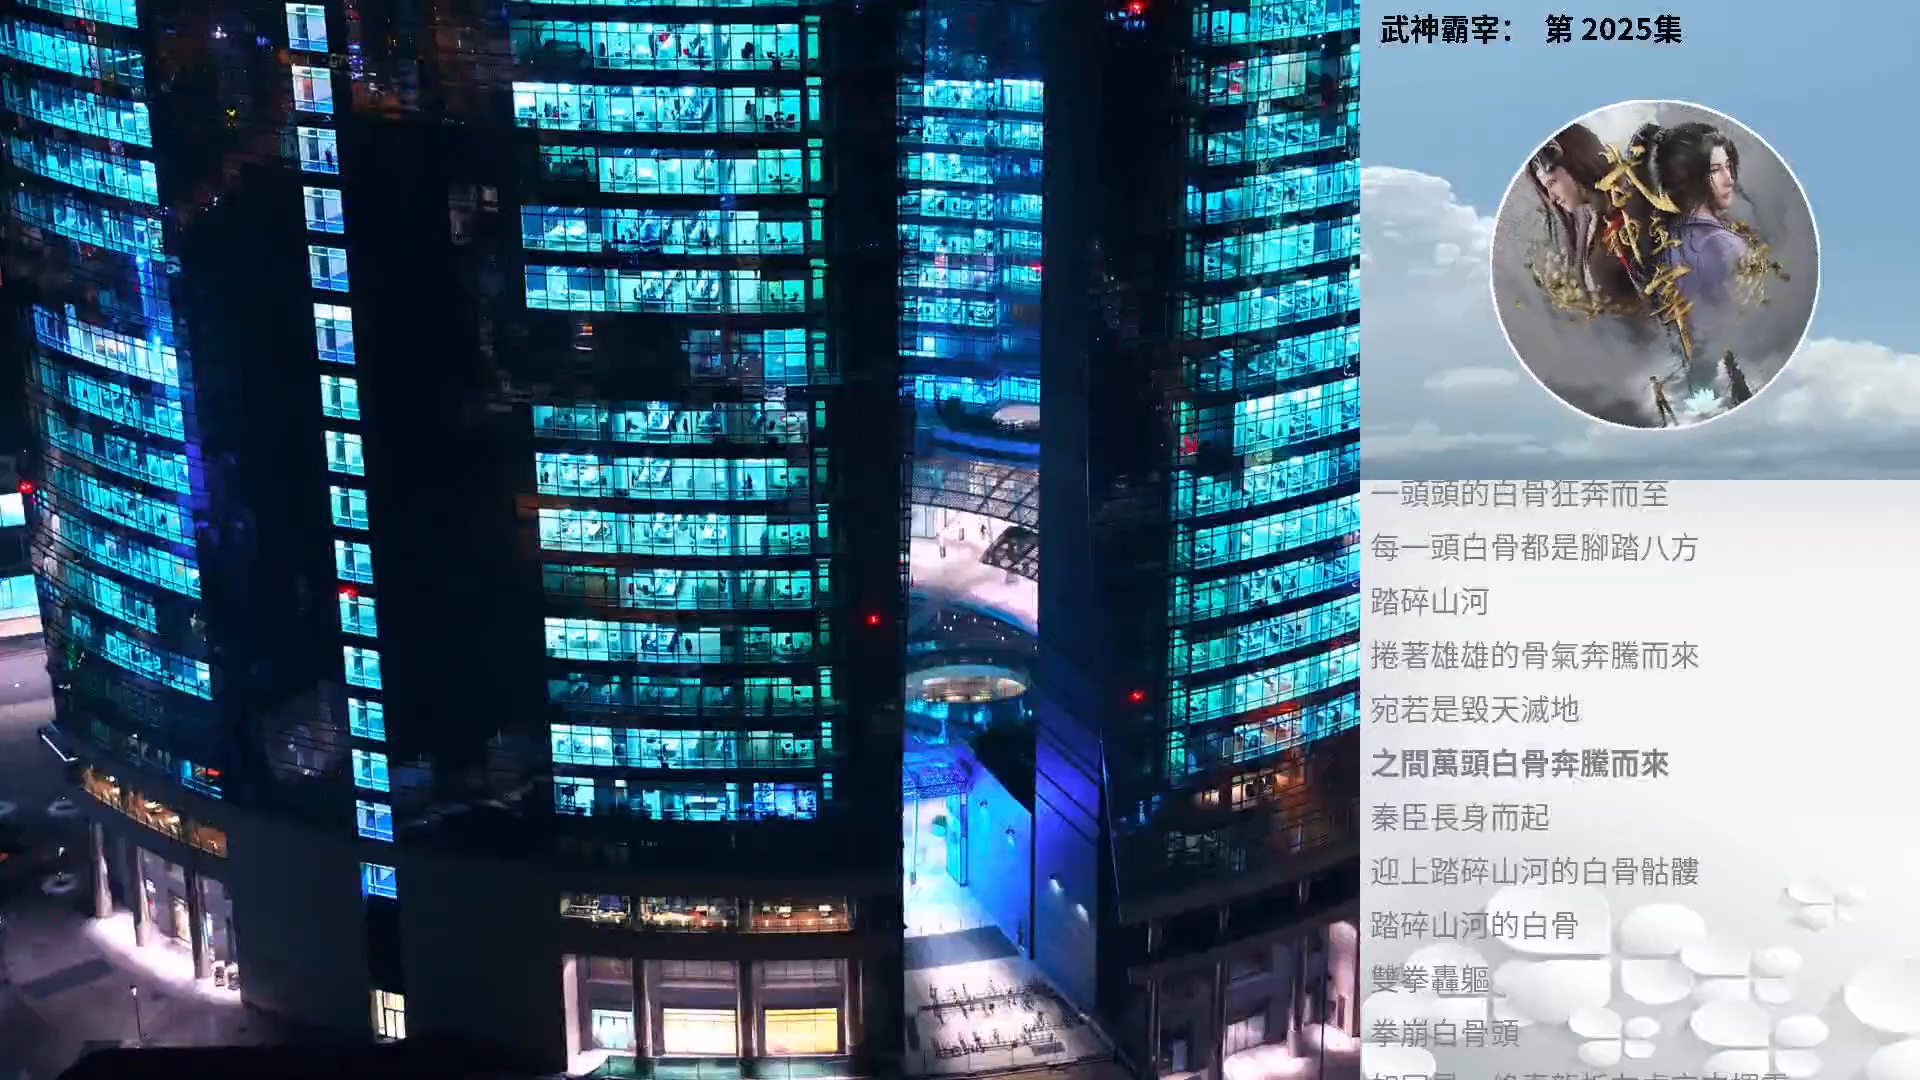 武神霸宰： 第 2025集
武神主宰
一頭頭的白骨狂奔而至
每一頭白骨都是腳踏八方
踏碎山河
捲著雄雄的骨氣奔騰而來
宛若是毀天滅地
之間萬頭白骨奔騰而來
秦臣長身而起
迎上踏碎山河的白骨骷髏
踏碎山河的白骨
雙拳轟軀
拳崩白骨頭